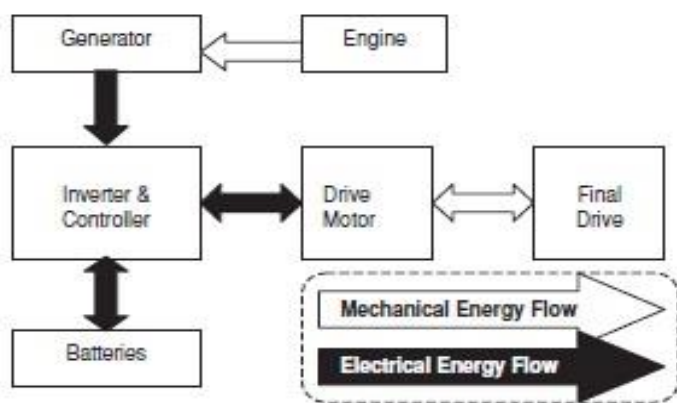 Generator
Engine
Inverter &
Controller
Drive
Motor
Final
Drive
Mechanical Energy Flow
Batteries
Electrical Energy Flow